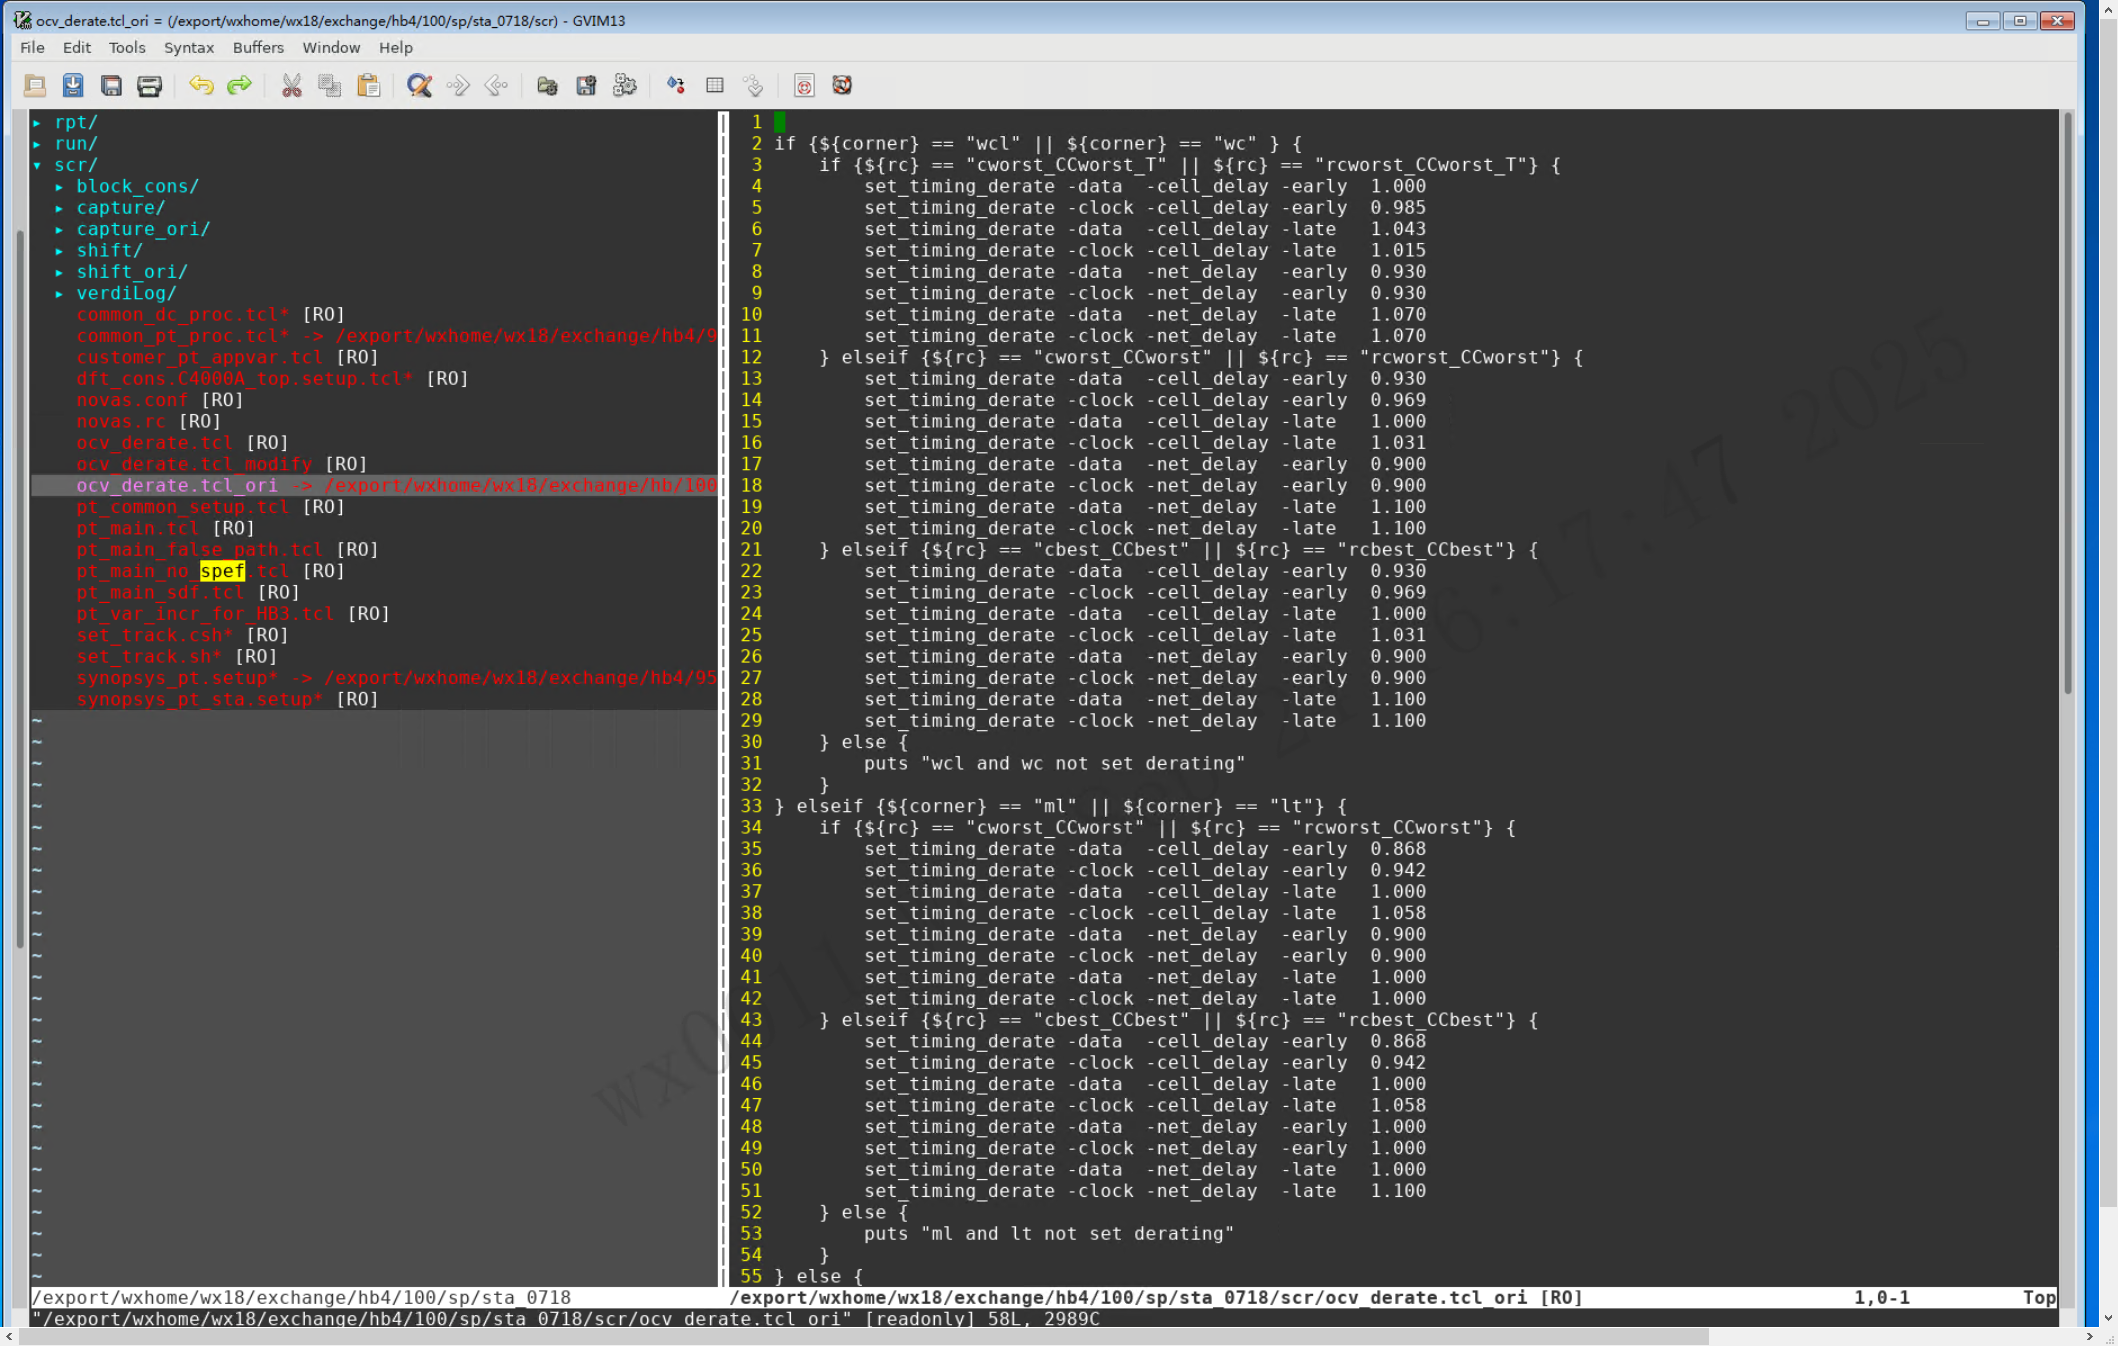 ocv_derate.tcl_ori = (/export/wxhome/wx18/exchange/hb4/100/sp/sta_0718/scr) - GVIM13
File Edit Tools Syntax Buffers Window Help
▸ rpt/
▸ run/
▾ scr/
▸ block_cons/
▸ capture/
▸ capture_ori/
▸ shift/
▸ shift_ori/
▸ verdiLog/
common_dc_proc.tcl* [RO]
common_pt_proc.tcl* -> /export/wxhome/wx18/exchange/hb4/9
customer_pt_appvar.tcl [RO]
dft_cons.C4000A_top.setup.tcl* [RO]
novas.conf [RO]
novas.rc [RO]
ocv_derate.tcl [RO]
ocv_derate.tcl_modify [RO]
ocv_derate.tcl_ori -> /export/wxhome/wx18/exchange/hb/100
pt_common_setup.tcl [RO]
pt_main.tcl [RO]
pt_main_false_path.tcl [RO]
pt_main_no_spef.tcl [RO]
pt_main_sdf.tcl [RO]
pt_var_incr_for_HB3.tcl [RO]
set_track.csh* [RO]
set_track.sh* [RO]
synopsys_pt.setup* -> /export/wxhome/wx18/exchange/hb4/95
synopsys_pt_sta.setup* [RO]
/export/wxhome/wx18/exchange/hb4/100/sp/sta_0718
1
2 if {${corner} == "wcl" || ${corner} == "wc" } {
3 if {${rc} == "cworst_CCworst_T" || ${rc} == "rcworst_CCworst_T"} {
4 set_timing_derate -data -cell_delay -early 1.000
5 set_timing_derate -clock -cell_delay -early 0.985
6 set_timing_derate -data -cell_delay -late 1.043
7 set_timing_derate -clock -cell_delay -late 1.015
8 set_timing_derate -data -net_delay -early 0.930
9 set_timing_derate -clock -net_delay -early 0.930
10 set_timing_derate -data -net_delay -late 1.070
11 set_timing_derate -clock -net_delay -late 1.070
12 } elseif {${rc} == "cworst_CCworst" || ${rc} == "rcworst_CCworst"} {
13 set_timing_derate -data -cell_delay -early 0.930
14 set_timing_derate -clock -cell_delay -early 0.969
15 set_timing_derate -data -cell_delay -late 1.000
16 set_timing_derate -clock -cell_delay -late 1.031
17 set_timing_derate -data -net_delay -early 0.900
18 set_timing_derate -clock -net_delay -early 0.900
19 set_timing_derate -data -net_delay -late 1.100
20 set_timing_derate -clock -net_delay -late 1.100
21 } elseif {${rc} == "cbest_CCbest" || ${rc} == "rcbest_CCbest"} {
22 set_timing_derate -data -cell_delay -early 0.930
23 set_timing_derate -clock -cell_delay -early 0.969
24 set_timing_derate -data -cell_delay -late 1.000
25 set_timing_derate -clock -cell_delay -late 1.031
26 set_timing_derate -data -net_delay -early 0.900
27 set_timing_derate -clock -net_delay -early 0.900
28 set_timing_derate -data -net_delay -late 1.100
29 set_timing_derate -clock -net_delay -late 1.100
30 } else {
31 puts "wcl and wc not set derating"
32 }
33 } elseif {${corner} == "ml" || ${corner} == "lt"} {
34 if {${rc} == "cworst_CCworst" || ${rc} == "rcworst_CCworst"} {
35 set_timing_derate -data -cell_delay -early 0.868
36 set_timing_derate -clock -cell_delay -early 0.942
37 set_timing_derate -data -cell_delay -late 1.000
38 set_timing_derate -clock -cell_delay -late 1.058
39 set_timing_derate -data -net_delay -early 0.900
40 set_timing_derate -clock -net_delay -early 0.900
41 set_timing_derate -data -net_delay -late 1.000
42 set_timing_derate -clock -net_delay -late 1.000
43 } elseif {${rc} == "cbest_CCbest" || ${rc} == "rcbest_CCbest"} {
44 set_timing_derate -data -cell_delay -early 0.868
45 set_timing_derate -clock -cell_delay -early 0.942
46 set_timing_derate -data -cell_delay -late 1.000
47 set_timing_derate -clock -cell_delay -late 1.058
48 set_timing_derate -data -net_delay -early 1.000
49 set_timing_derate -clock -net_delay -early 1.000
50 set_timing_derate -data -net_delay -late 1.000
51 set_timing_derate -clock -net_delay -late 1.100
52 } else {
53 puts "ml and lt not set derating"
54 }
55 } else {
/export/wxhome/wx18/exchange/hb4/100/sp/sta_0718/scr/ocv_derate.tcl_ori [RO] 1,0-1 Top
"/export/wxhome/wx18/exchange/hb4/100/sp/sta_0718/scr/ocv_derate.tcl_ori" [readonly] 58L, 2989C